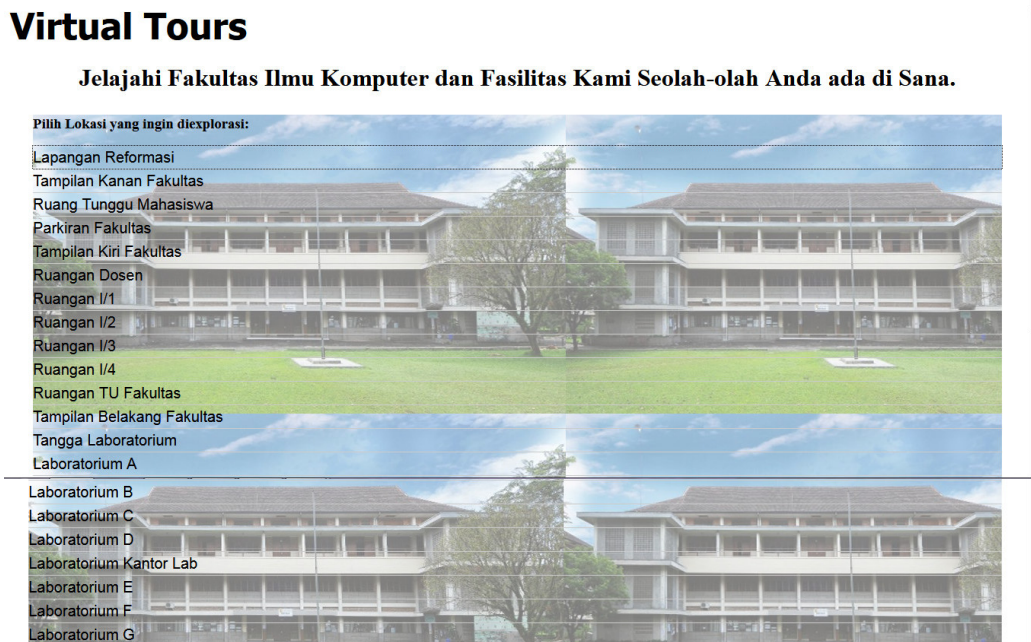 Virtual Tours
Jelajahi Fakultas Ilmu Komputer dan Fasilitas Kami Seolah-olah Anda ada di Sana.
Pilih Lokasi yang ingin diexplorasi:
Lapangan Reformasi
Tampilan Kanan Fakultas
Ruang Tunggu Mahasiswa
Parkiran Fakultas
Tampilan Kiri Fakultas
Ruangan Dosen
Ruangan I/1
Ruangan I/2
Ruangan I/3
Ruangan I/4
Ruangan TU Fakultas
Tampilan Belakang Fakultas
Tangga Laboratorium
Laboratorium A
Laboratorium B
Laboratorium C
Laboratorium D
Laboratorium Kantor Lab
Laboratorium E
Laboratorium F
Laboratorium G